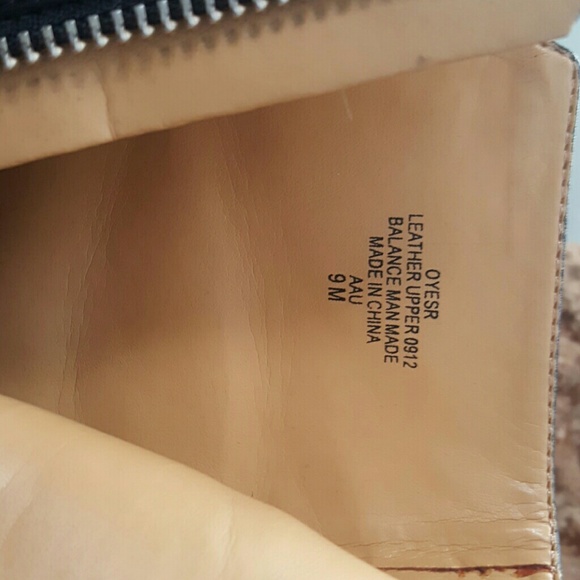 OYESR
LEATHER UPPER 0912
BALANCE MAN MADE
MADE IN CHINA
AAU
9 M